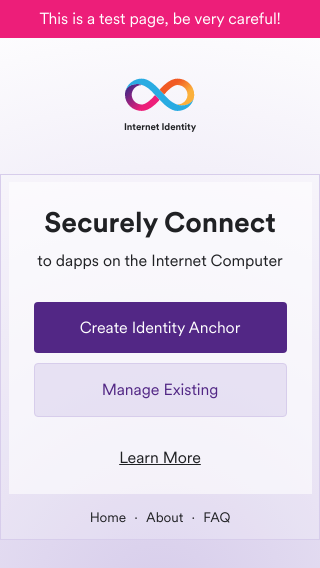 This is a test page, be very careful!
Internet Identity
Securely Connect
to dapps on the Internet Computer
Create Identity Anchor
Manage Existing
Learn More
Home · About · FAQ